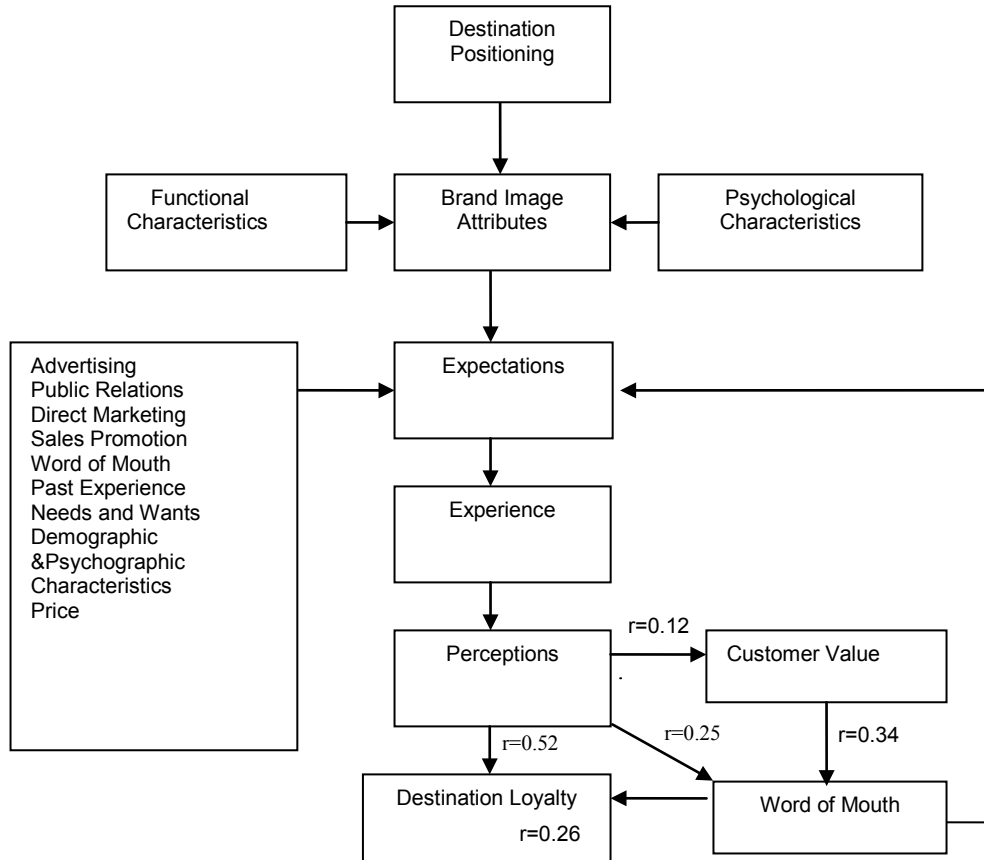 Destination
Positioning
Functional
Characteristics
Brand Image
Attributes
Psychological
Characteristics
Advertising
Public Relations
Direct Marketing
Sales Promotion
Word of Mouth
Past Experience
Needs and Wants
Demographic
&Psychographic
Characteristics
Price
Expectations
Experience
Perceptions
r=0.12
.
Customer Value
r=0.52
r=0.25
r=0.34
Destination Loyalty
r=0.26
Word of Mouth